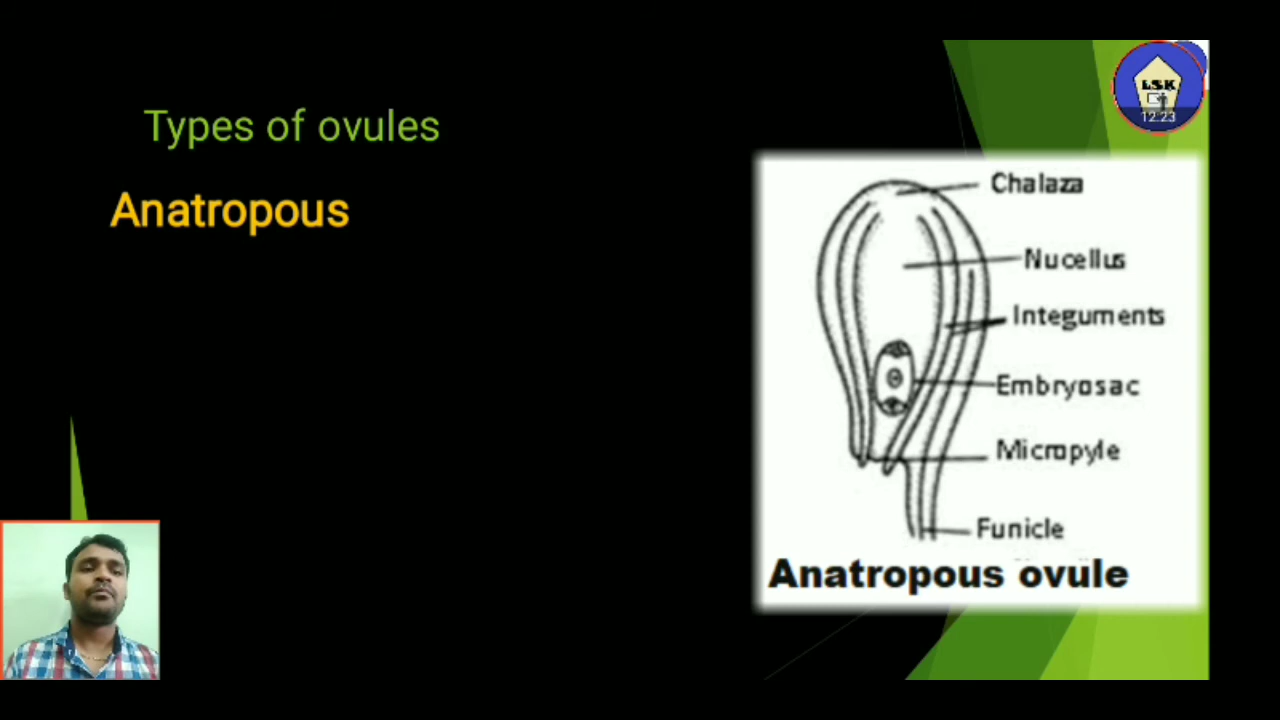 Types of ovules
Anatropous
LSK
12:23
Chalaza
Nucellus
Integuments
Embryosac
Micropyle
Funicle
Anatropous ovule